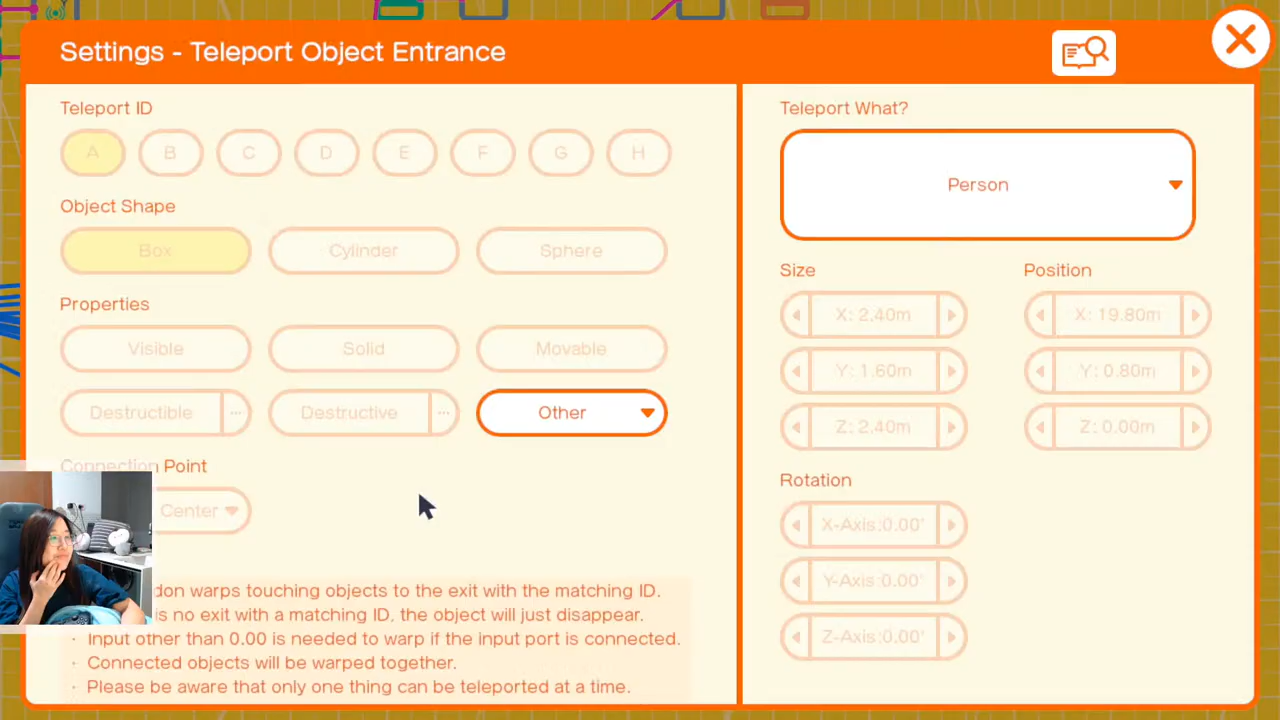 Settings - Teleport Object Entrance
Teleport ID
A B C D E F G H
Object Shape
Box Cylinder Sphere
Properties
Visible Solid Movable
Destructible ... Destructive ... Other
Connection Point
Center
warps touching objects to the exit with the matching ID.
is no exit with a matching ID, the object will just disappear.
· Input other than 0.00 is needed to warp if the input port is connected.
· Connected objects will be warped together.
· Please be aware that only one thing can be teleported at a time.
Teleport What?
Person
Size
X: 2.40m
Y: 1.60m
Z: 2.40m
Position
X: 19.80m
Y: 0.80m
Z: 0.00m
Rotation
X-Axis:0.00°
Y-Axis:0.00°
Z-Axis:0.00°